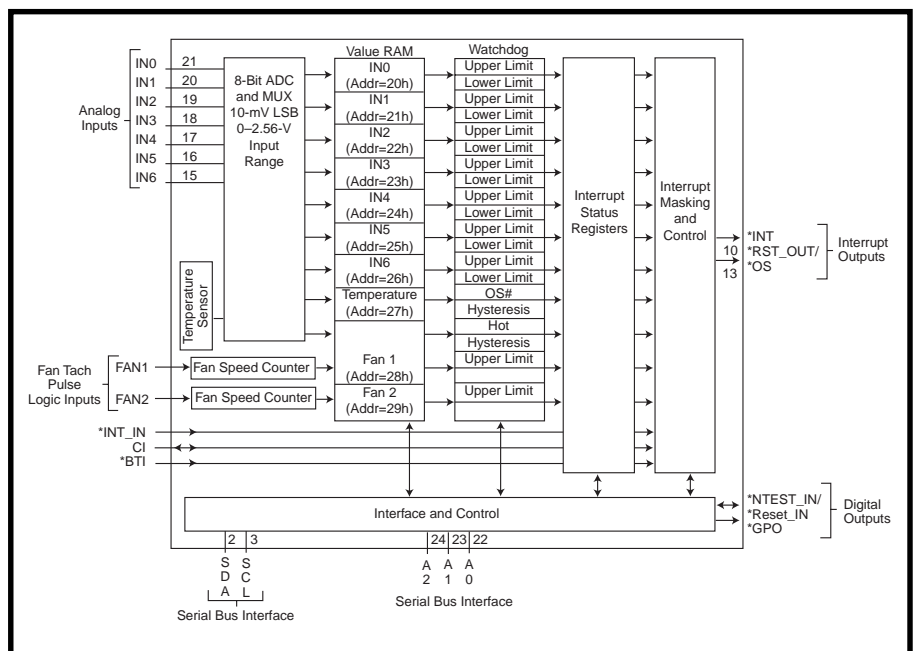 Value RAM
Watchdog
Analog
Inputs
IN0
IN1
IN2
IN3
IN4
IN5
IN6
21
20
19
18
17
16
15
8-Bit ADC
and MUX
10-mV LSB
0–2.56-V
Input
Range
Temperature
Sensor
IN0
(Addr=20h)
IN1
(Addr=21h)
IN2
(Addr=22h)
IN3
(Addr=23h)
IN4
(Addr=24h)
IN5
(Addr=25h)
IN6
(Addr=26h)
Temperature
(Addr=27h)
Fan 1
(Addr=28h)
Fan 2
(Addr=29h)
Upper Limit
Lower Limit
Upper Limit
Lower Limit
Upper Limit
Lower Limit
Upper Limit
Lower Limit
Upper Limit
Lower Limit
Upper Limit
Lower Limit
Upper Limit
Lower Limit
OS#
Hysteresis
Hot
Hysteresis
Upper Limit
Upper Limit
Interrupt
Status
Registers
Interrupt
Masking
and
Control
*INT
10
*RST_OUT/
*OS
13
Interrupt
Outputs
Fan Tach
Pulse
Logic Inputs
FAN1
FAN2
Fan Speed Counter
Fan Speed Counter
*INT_IN
CI
*BTI
Interface and Control
*NTEST_IN/
*Reset_IN
*GPO
Digital
Outputs
2
3
24
23
22
SDA
SCL
A2
A1
A0
Serial Bus Interface
Serial Bus Interface